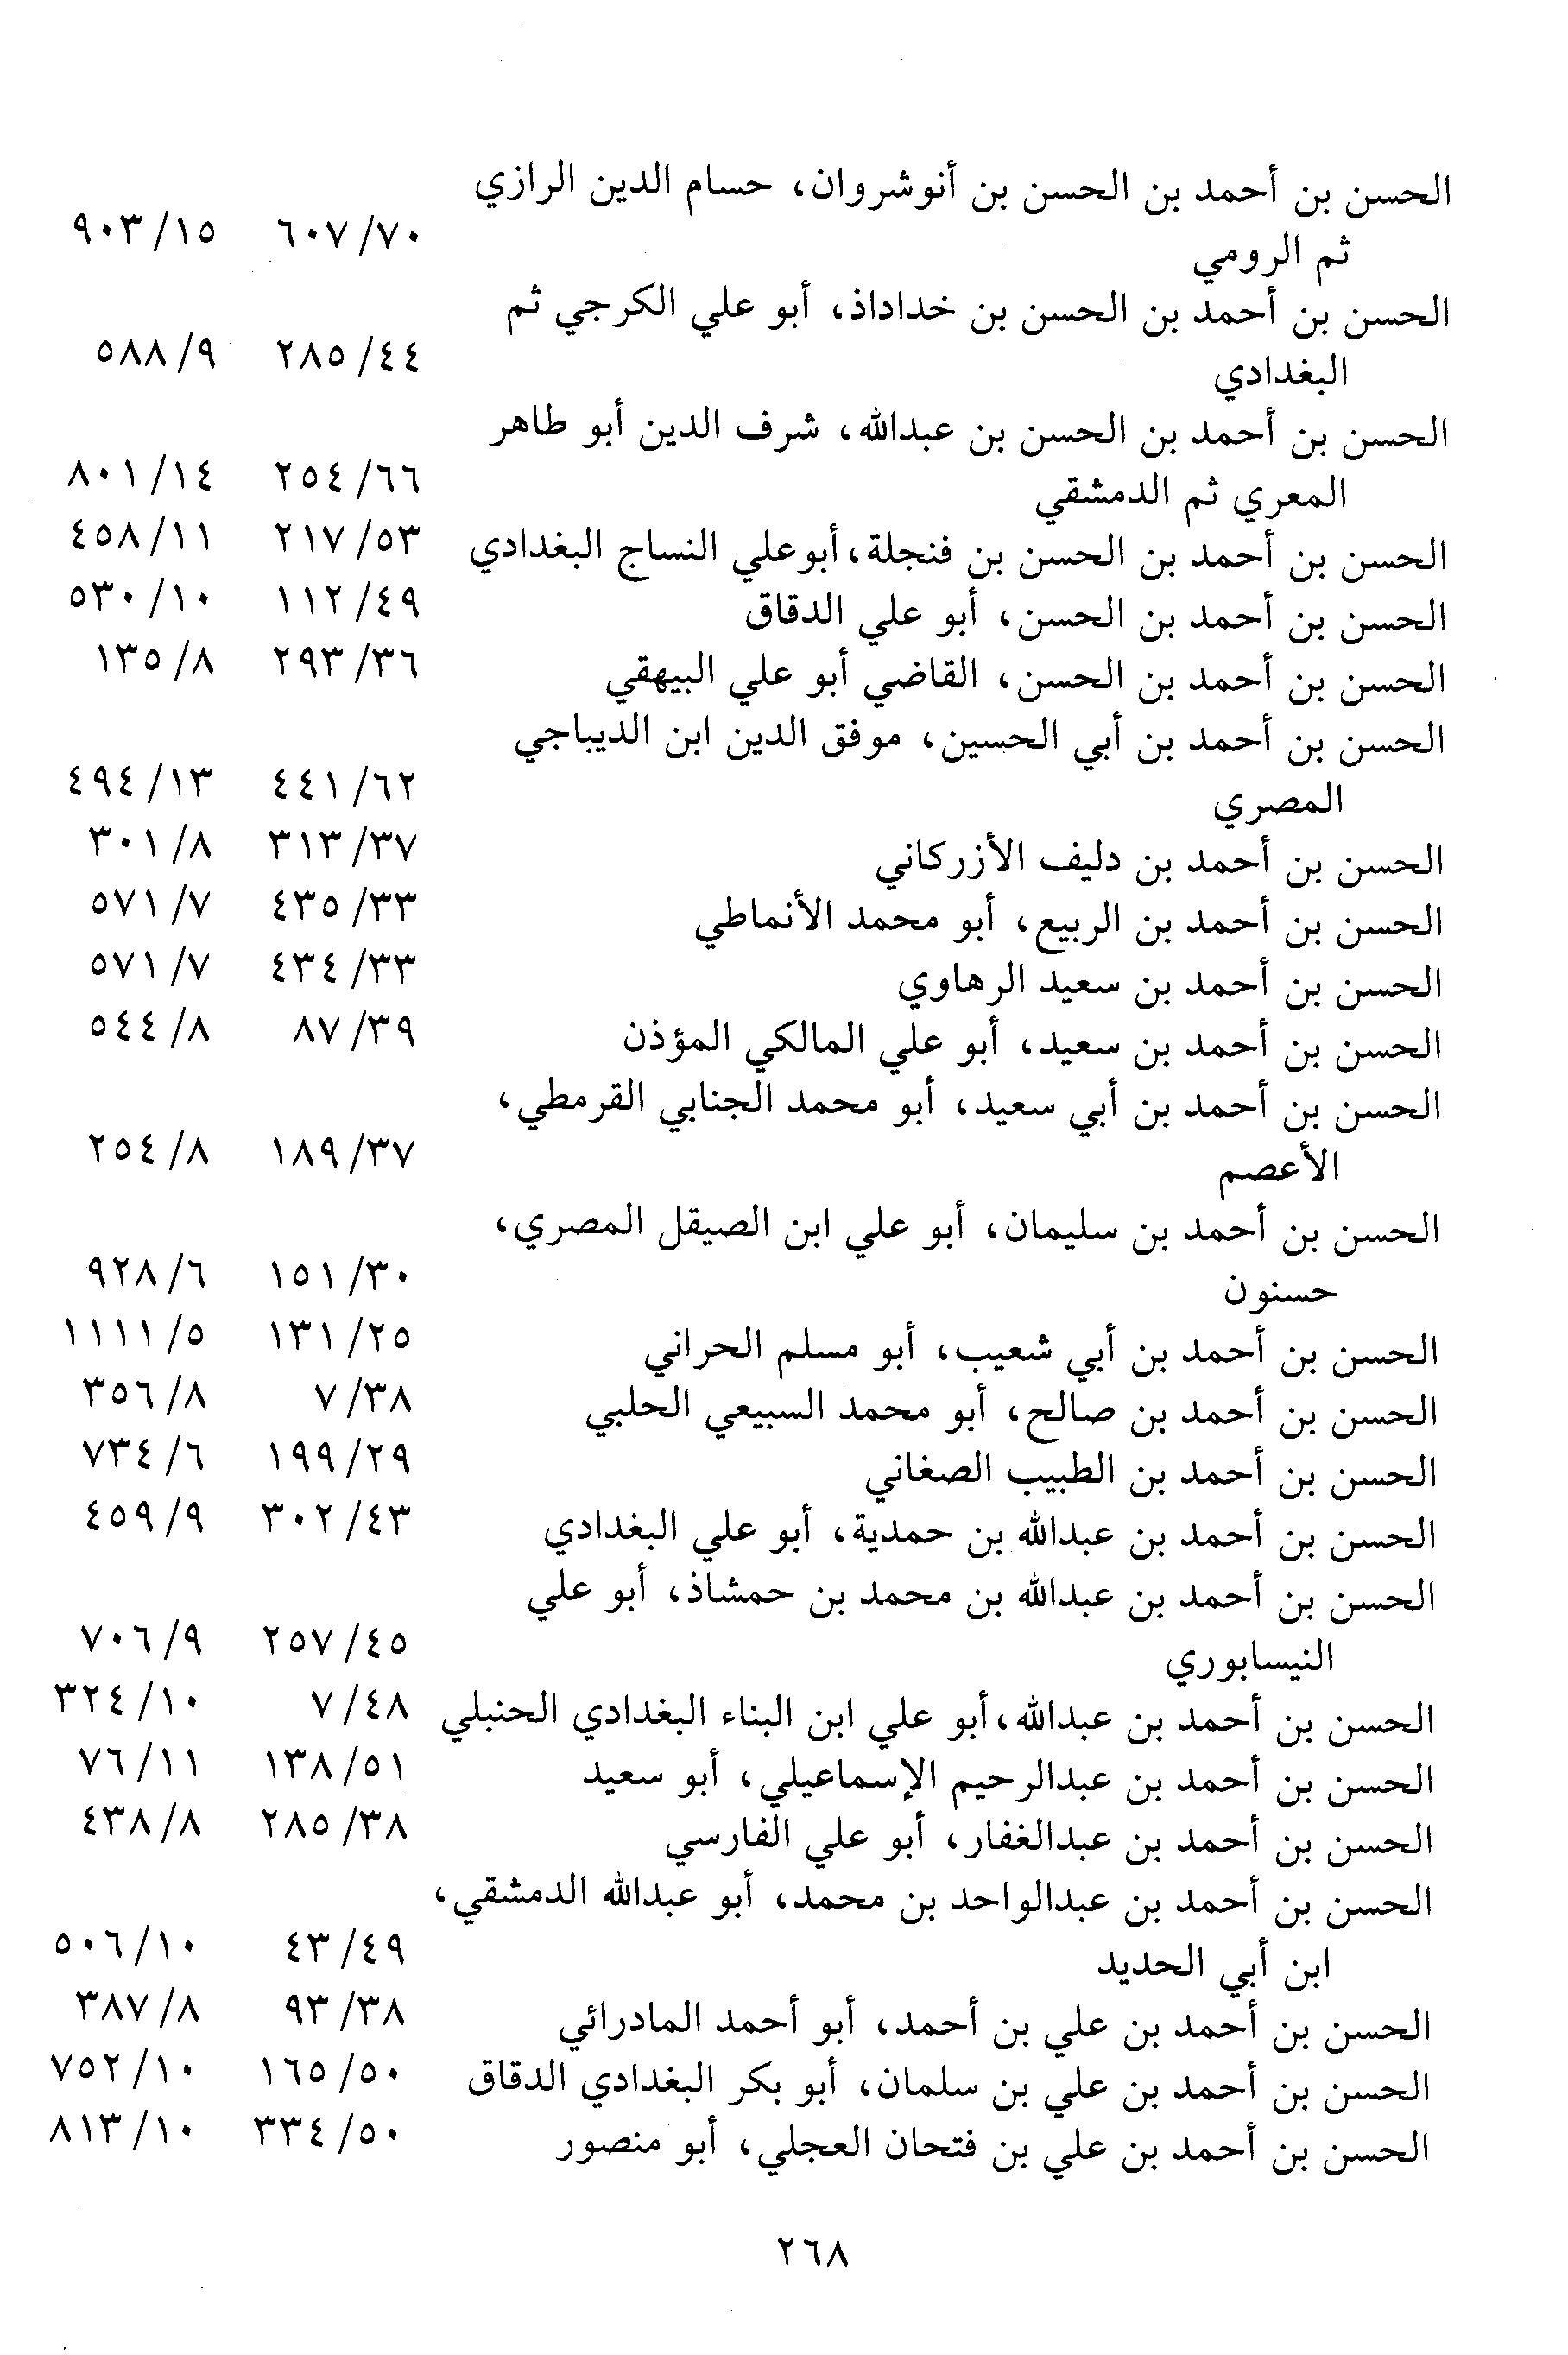 الحسن بن أحمد بن الحسن بن أنوشروان، حسام الدين الرازي
ثم الرومي ٦٠٧/٧٠ ٩٠٣/١٥
الحسن بن أحمد بن الحسن بن خداداذ، أبو علي الكرجي ثم
البغدادي ٢٨٥/٤٤ ٥٨٨/٩
الحسن بن أحمد بن الحسن بن عبدالله، شرف الدين أبو طاهر
المعري ثم الدمشقي ٢٥٤/٦٦ ٨٠١/١٤
الحسن بن أحمد بن الحسن بن فنجلة، أبوعلي النساج البغدادي ٢١٧/٥٣ ٤٥٨/١١
الحسن بن أحمد بن الحسن، أبو علي الدقاق ١١٢/٤٩ ٥٣٠/١٠
الحسن بن أحمد بن الحسن، القاضي أبو علي البيهقي ٢٩٣/٣٦ ١٣٥/٨
الحسن بن أحمد بن أبي الحسين، موفق الدين ابن الديباجي
المصري ٤٤١/٦٢ ٤٩٤/١٣
الحسن بن أحمد بن دليف الأزركاني ٣١٣/٣٧ ٣٠١/٨
الحسن بن أحمد بن الربيع، أبو محمد الأنماطي ٤٣٥/٣٣ ٥٧١/٧
الحسن بن أحمد بن سعيد الرهاوي ٤٣٤/٣٣ ٥٧١/٧
الحسن بن أحمد بن سعيد، أبو علي المالكي المؤذن ٨٧/٣٩ ٥٤٤/٨
الحسن بن أحمد بن أبي سعيد، أبو محمد الجنابي القرمطي،
الأعصم ١٨٩/٣٧ ٢٥٤/٨
الحسن بن أحمد بن سليمان، أبو علي ابن الصيقل المصري،
حسنون ١٥١/٣٠ ٩٢٨/٦
الحسن بن أحمد بن أبي شعيب، أبو مسلم الحراني ١٣١/٢٥ ١١١١/٥
الحسن بن أحمد بن صالح، أبو محمد السبيعي الحلبي ٧/٣٨ ٣٥٦/٨
الحسن بن أحمد بن الطبيب الصغاني ١٩٩/٢٩ ٧٣٤/٦
الحسن بن أحمد بن عبدالله بن حمدية، أبو علي البغدادي ٣٠٢/٤٣ ٤٥٩/٩
الحسن بن أحمد بن عبدالله بن محمد بن حمشاذ، أبو علي
النيسابوري ٢٥٧/٤٥ ٧٠٦/٩
الحسن بن أحمد بن عبدالله، أبو علي ابن البناء البغدادي الحنبلي ٧/٤٨ ٣٢٤/١٠
الحسن بن أحمد بن عبدالرحيم الإسماعيلي، أبو سعيد ١٣٨/٥١ ٧٦/١١
الحسن بن أحمد بن عبدالغفار، أبو علي الفارسي ٢٨٥/٣٨ ٤٣٨/٨
الحسن بن أحمد بن عبدالواحد بن محمد، أبو عبدالله الدمشقي،
ابن أبي الحديد ٤٣/٤٩ ٥٠٦/١٠
الحسن بن أحمد بن علي بن أحمد، أبو أحمد المادرائي ٩٣/٣٨ ٣٨٧/٨
الحسن بن أحمد بن علي بن سلمان، أبو بكر البغدادي الدقاق ١٦٥/٥٠ ٧٥٢/١٠
الحسن بن أحمد بن علي بن فتحان العجلي، أبو منصور ٣٣٤/٥٠ ٨١٣/١٠
٢٦٨